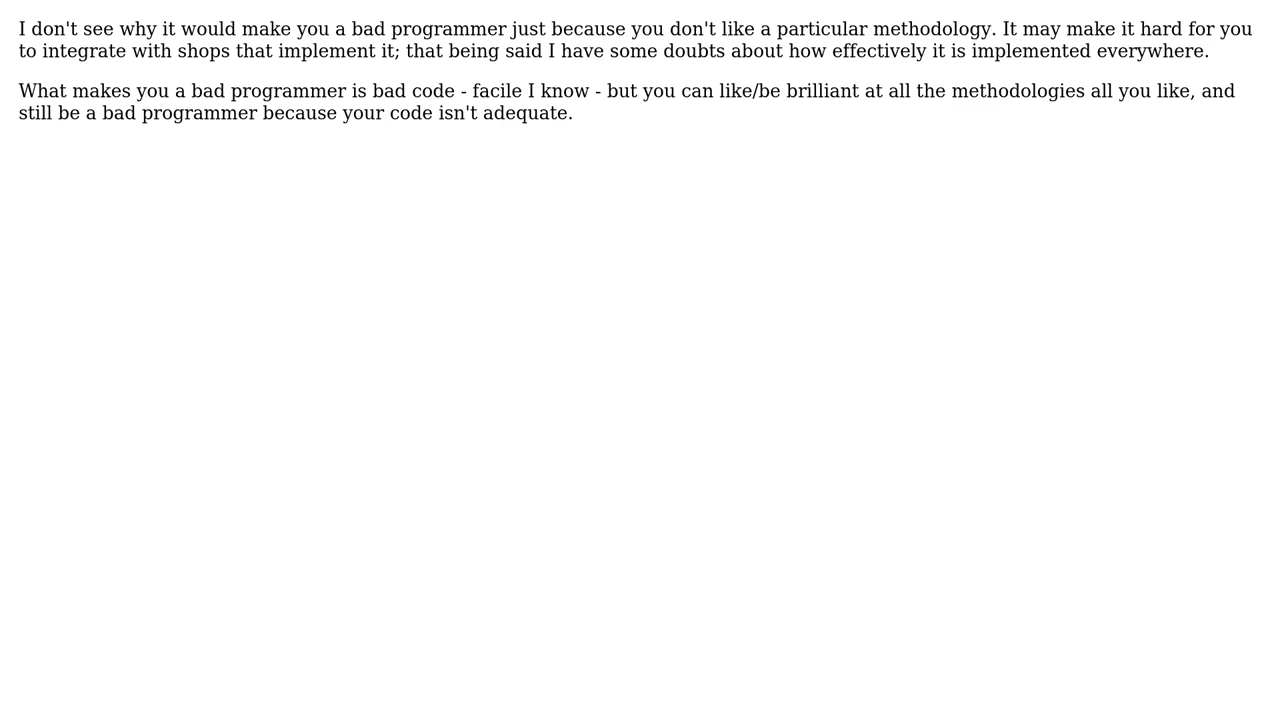 I don't see why it would make you a bad programmer just because you don't like a particular methodology. It may make it hard for you
to integrate with shops that implement it; that being said I have some doubts about how effectively it is implemented everywhere.
What makes you a bad programmer is bad code - facile I know - but you can like/be brilliant at all the methodologies all you like, and
still be a bad programmer because your code isn't adequate.